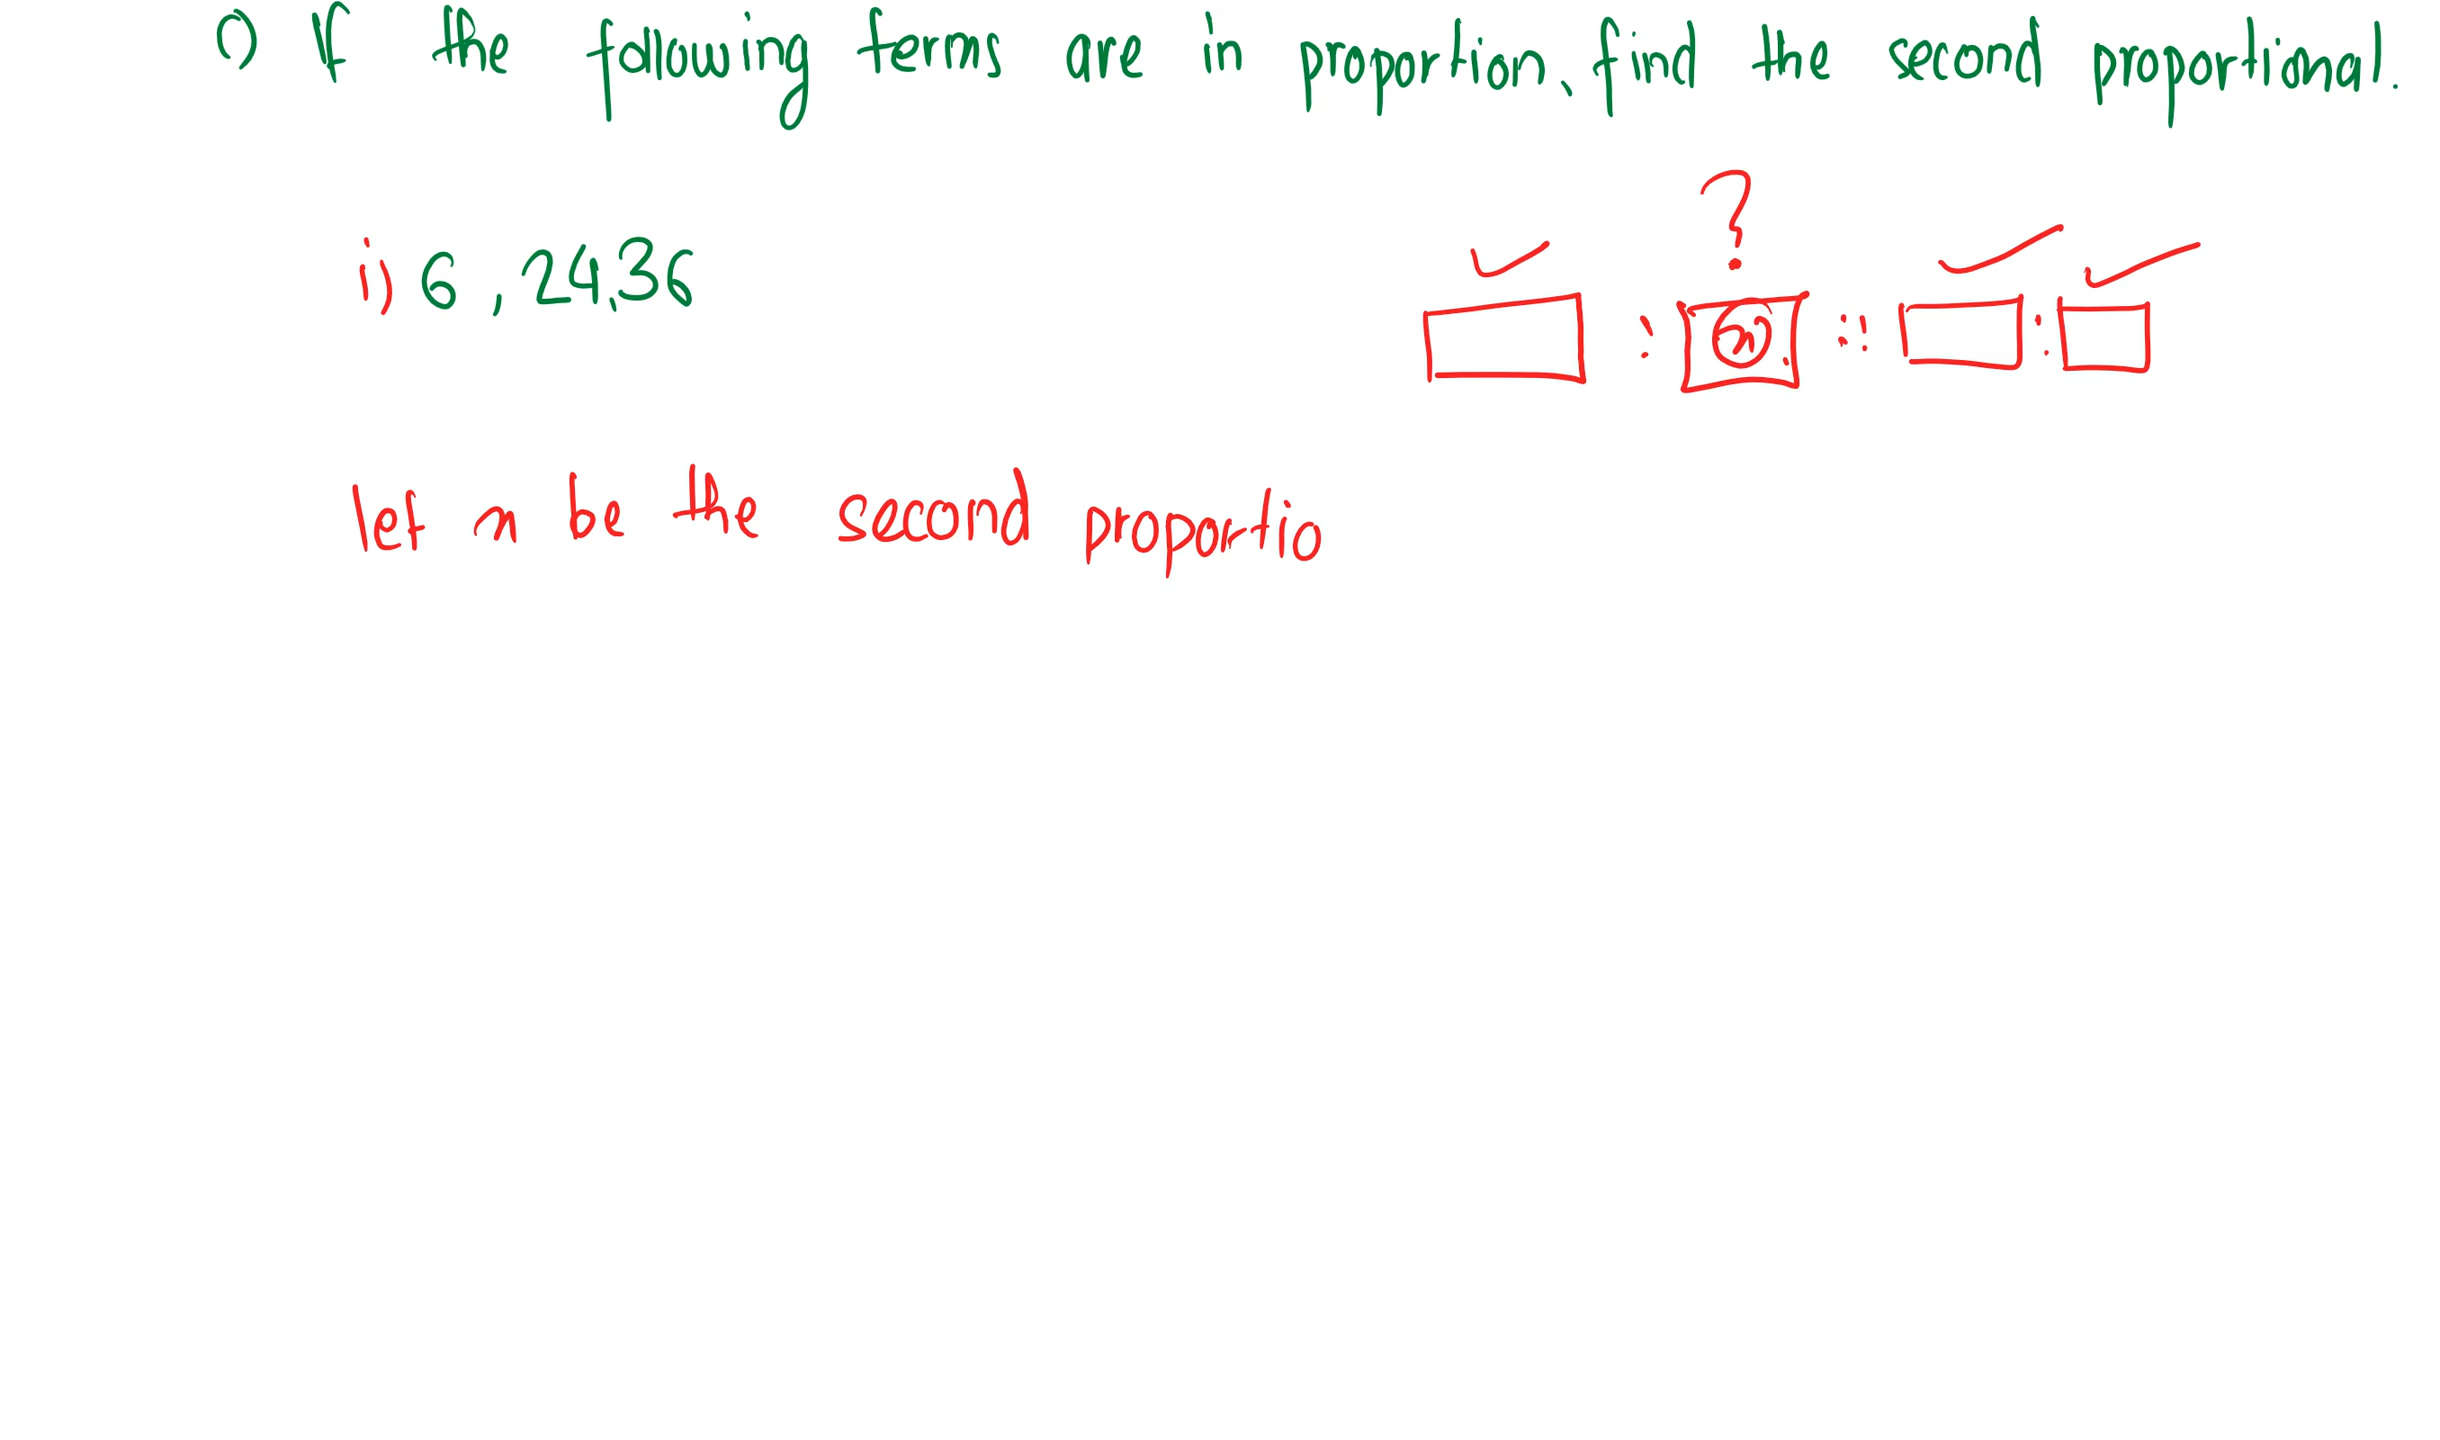 Q) If the following terms are in proportion, find the second proportional.
?
i) 6, 24, 36
: x :: :
let x be the second proportio